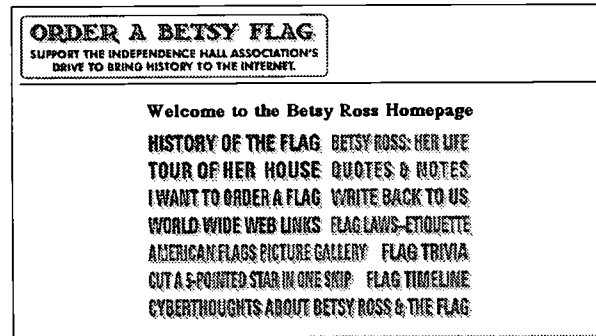 ORDER A BETSY FLAG
SUPPORT THE INDEPENDENCE HALL ASSOCIATION'S
DRIVE TO BRING HISTORY TO THE INTERNET.
Welcome to the Betsy Ross Homepage
HISTORY OF THE FLAG BETSY ROSS: HER LIFE
TOUR OF HER HOUSE QUOTES & NOTES
I WANT TO ORDER A FLAG WRITE BACK TO US
WORLD WIDE WEB LINKS FLAG LAWS-ETIQUETTE
AMERICAN FLAGS PICTURE GALLERY FLAG TRIVIA
CUT A 5-POINTED STAR IN ONE SNIP FLAG TIMELINE
CYBERTHOUGHTS ABOUT BETSY ROSS & THE FLAG